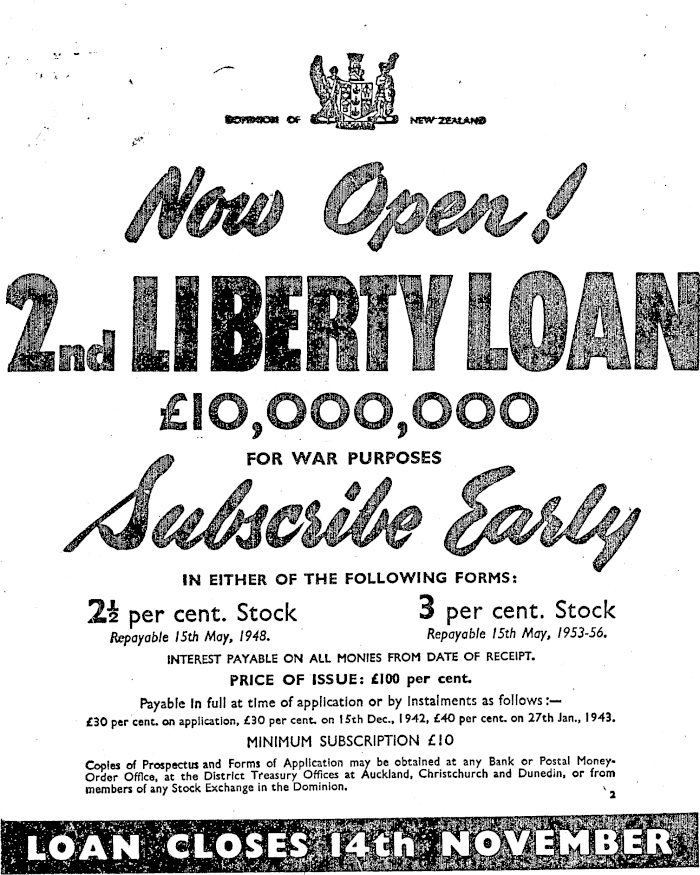 DOMINION OF NEW ZEALAND
Now Open!
2nd LIBERTY LOAN
£10,000,000
FOR WAR PURPOSES
Subscribe Early
IN EITHER OF THE FOLLOWING FORMS:
2½ per cent. Stock
Repayable 15th May, 1948.
3 per cent. Stock
Repayable 15th May, 1953-56.
INTEREST PAYABLE ON ALL MONIES FROM DATE OF RECEIPT.
PRICE OF ISSUE: £100 per cent.
Payable in full at time of application or by instalments as follows:—
£30 per cent. on application, £30 per cent. on 15th Dec., 1942, £40 per cent. on 27th Jan., 1943.
MINIMUM SUBSCRIPTION £10
Copies of Prospectus and Forms of Application may be obtained at any Bank or Postal Money-
Order Office, at the District Treasury Offices at Auckland, Christchurch and Dunedin, or from
members of any Stock Exchange in the Dominion.
2
LOAN CLOSES 14th NOVEMBER